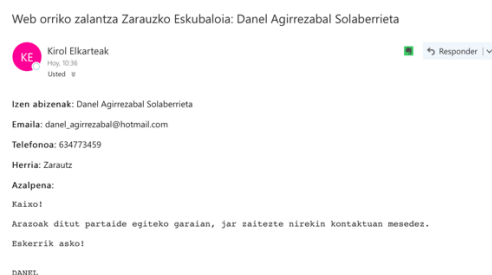 Web orriko zalantza Zarauzko Eskubaloia: Danel Agirrezabal Solaberrieta
KE
Kirol Elkarteak
Hoy, 10:36
Usted
Responder
Izen abizenak: Danel Agirrezabal Solaberrieta
Emaila: danel_agirrezabal@hotmail.com
Telefonoa: 634773459
Herria: Zarautz
Azalpena:
Kaixo!
Arazoak ditut partaide egiteko garaian, jar zaitezte nirekin kontaktuan mesedez.
Eskerrik asko!
DANEL